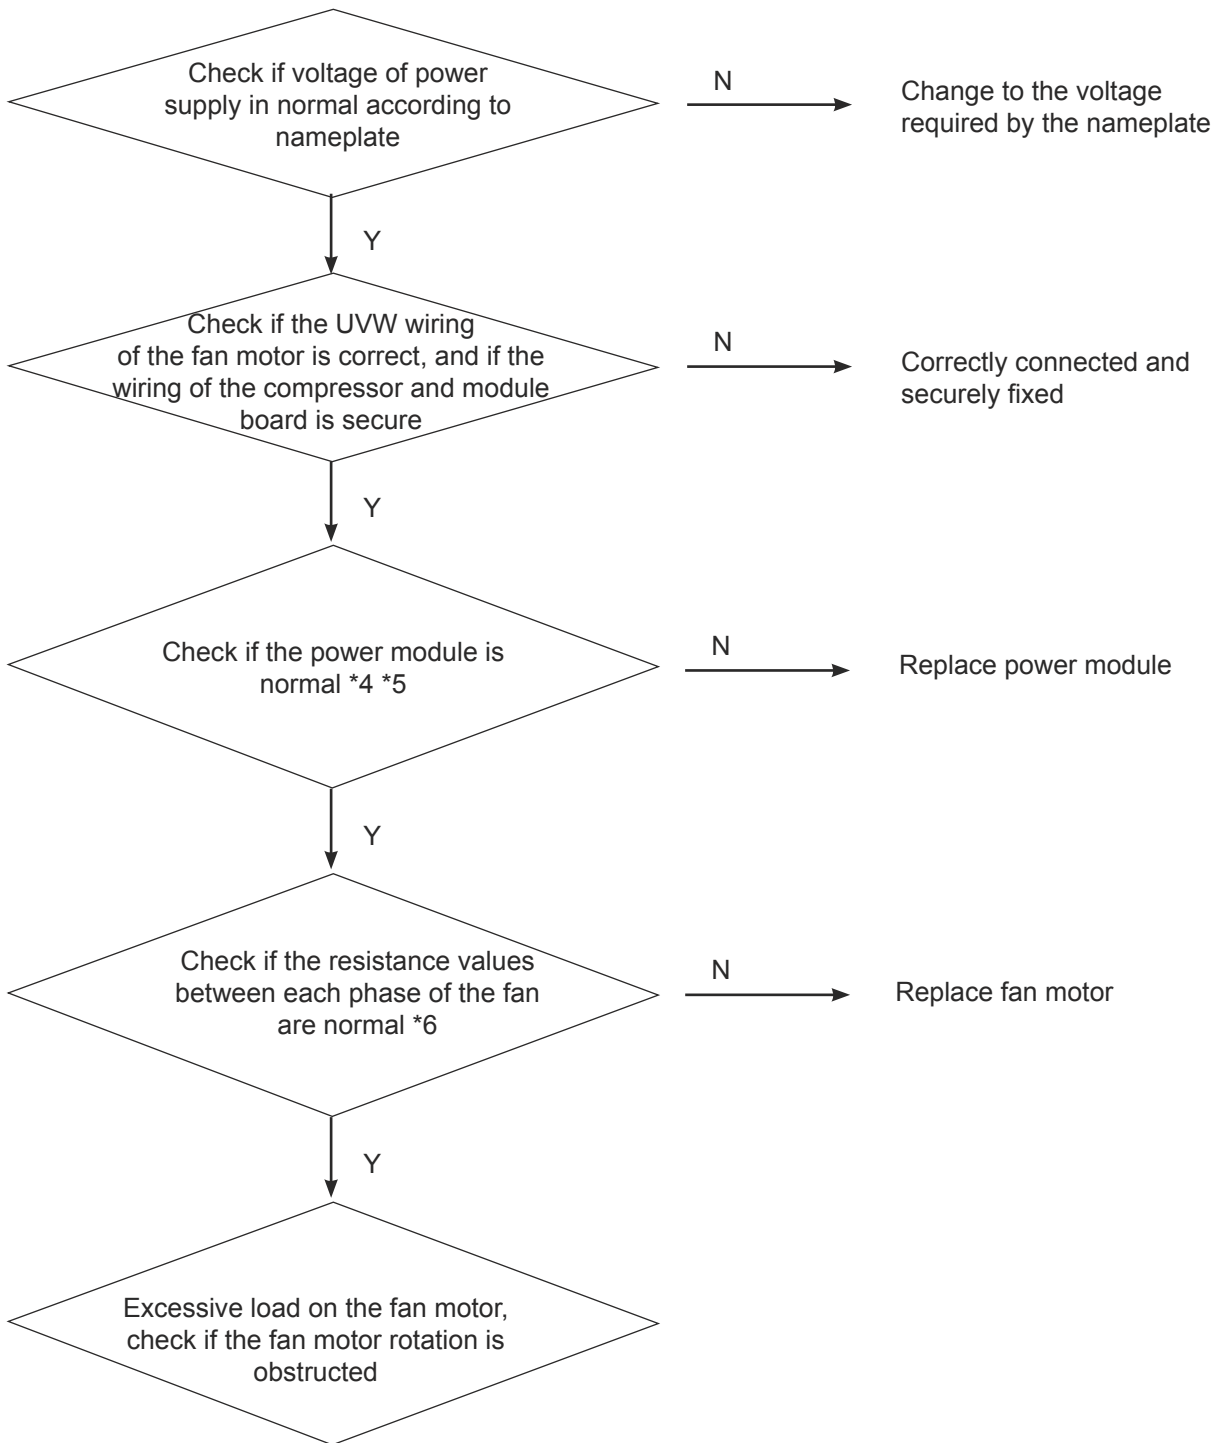 Check if voltage of power
supply in normal according to
nameplate
N
Change to the voltage
required by the nameplate
Y
Check if the UVW wiring
of the fan motor is correct, and if the
wiring of the compressor and module
board is secure
N
Correctly connected and
securely fixed
Y
Check if the power module is
normal *4 *5
N
Replace power module
Y
Check if the resistance values
between each phase of the fan
are normal *6
N
Replace fan motor
Y
Excessive load on the fan motor,
check if the fan motor rotation is
obstructed